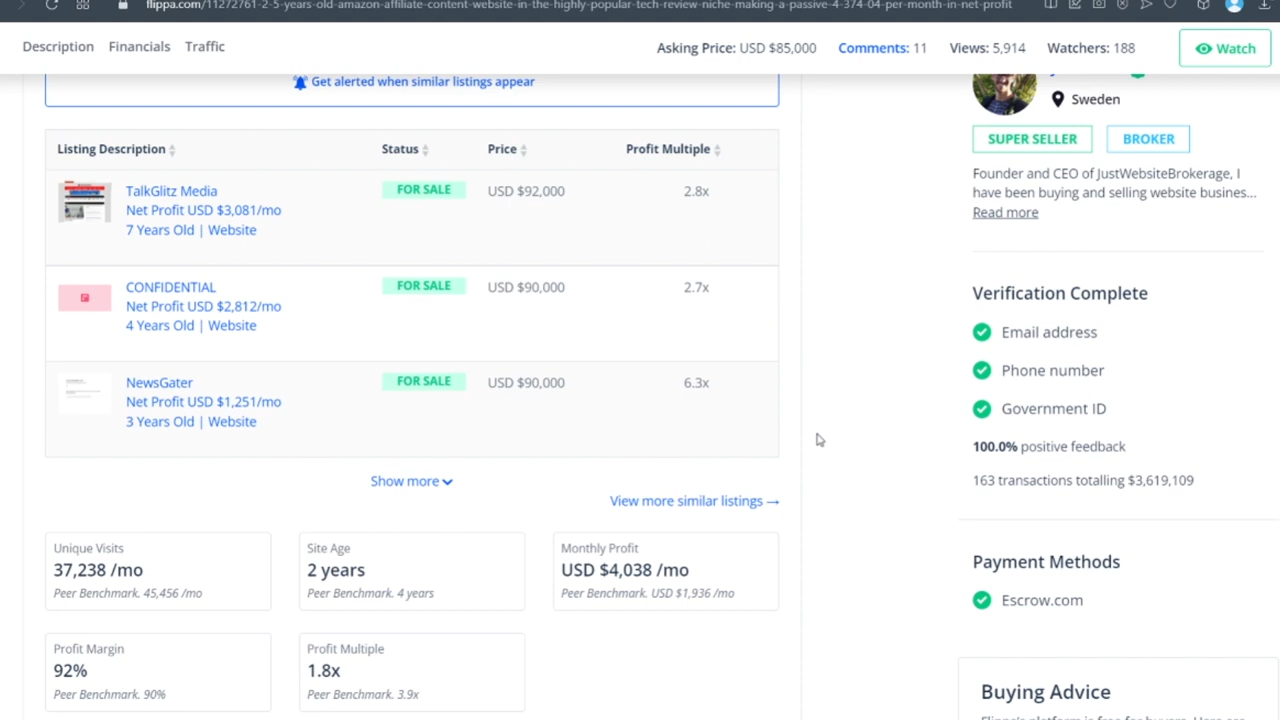 flippa.com/11272761-2-5-years-old-amazon-affiliate-content-website-in-the-highly-popular-tech-review-niche-making-a-passive-4-374-04-per-month-in-net-profit
Description Financials Traffic Asking Price: USD $85,000 Comments: 11 Views: 5,914 Watchers: 188 Watch
Get alerted when similar listings appear
Listing Description Status Price Profit Multiple
TalkGlitz Media FOR SALE USD $92,000 2.8x
Net Profit USD $3,081/mo
7 Years Old | Website
CONFIDENTIAL FOR SALE USD $90,000 2.7x
Net Profit USD $2,812/mo
4 Years Old | Website
NewsGater FOR SALE USD $90,000 6.3x
Net Profit USD $1,251/mo
3 Years Old | Website
Show more
View more similar listings →
Unique Visits
37,238 /mo
Peer Benchmark. 45,456 /mo
Site Age
2 years
Peer Benchmark. 4 years
Monthly Profit
USD $4,038 /mo
Peer Benchmark. USD $1,936 /mo
Profit Margin
92%
Peer Benchmark. 90%
Profit Multiple
1.8x
Peer Benchmark. 3.9x
Sweden
SUPER SELLER BROKER
Founder and CEO of JustWebsiteBrokerage, I
have been buying and selling website busines...
Read more
Verification Complete
Email address
Phone number
Government ID
100.0% positive feedback
163 transactions totalling $3,619,109
Payment Methods
Escrow.com
Buying Advice